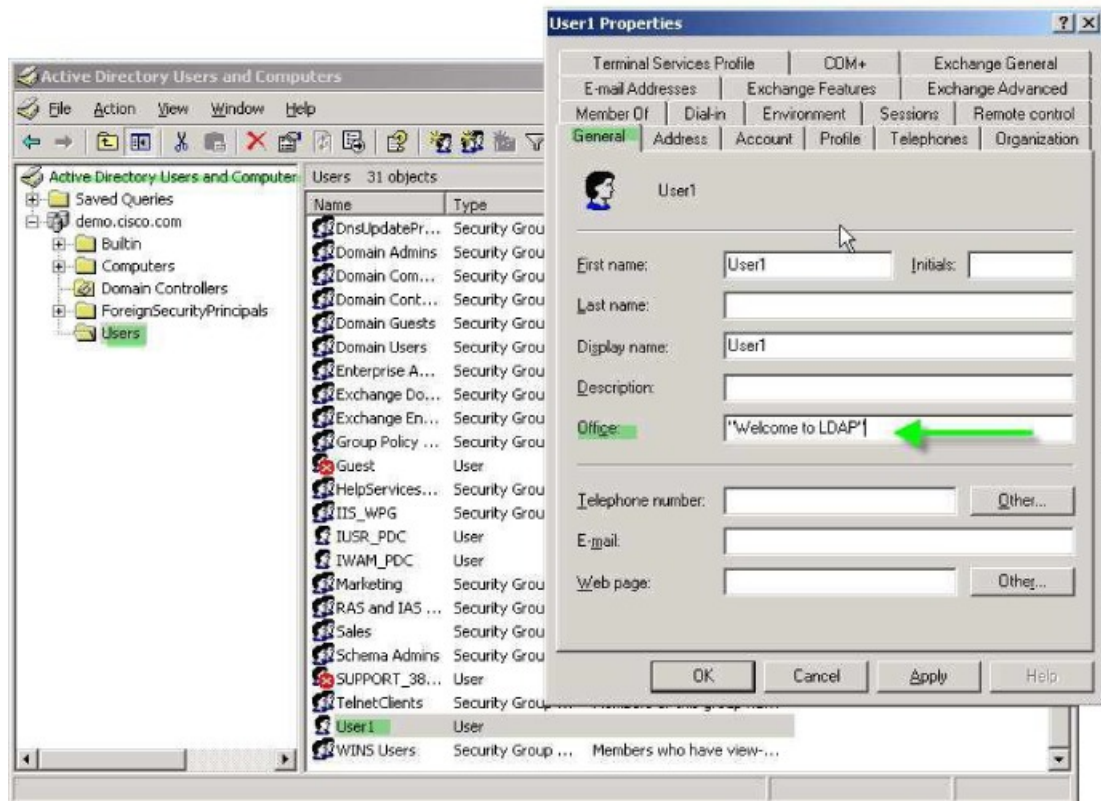 User1 Properties
Terminal Services Profile COM+ Exchange General
E-mail Addresses Exchange Features Exchange Advanced
Member Of Dial-in Environment Sessions Remote control
General Address Account Profile Telephones Organization
User1
First name: User1 Initials:
Last name:
Display name: User1
Description:
Office: "Welcome to LDAP"
Telephone number: Other...
E-mail:
Web page: Other...
OK Cancel Apply Help
Active Directory Users and Computers
File Action View Window Help
Active Directory Users and Computer
Saved Queries
demo.cisco.com
Builtin
Computers
Domain Controllers
ForeignSecurityPrincipals
Users
Users 31 objects
Name Type
DnsUpdatePr... Security Grou
Domain Admins Security Grou
Domain Com... Security Grou
Domain Cont... Security Grou
Domain Guests Security Grou
Domain Users Security Grou
Enterprise A... Security Grou
Exchange Do... Security Grou
Exchange En... Security Grou
Group Policy ... Security Grou
Guest User
HelpServices... Security Grou
IIS_WPG Security Grou
IUSR_PDC User
IWAM_PDC User
Marketing Security Grou
RAS and IAS ... Security Grou
Sales Security Grou
Schema Admins Security Grou
SUPPORT_38... User
TelnetClients Security Group ...
User1 User
WINS Users Security Group ... Members who have view-...